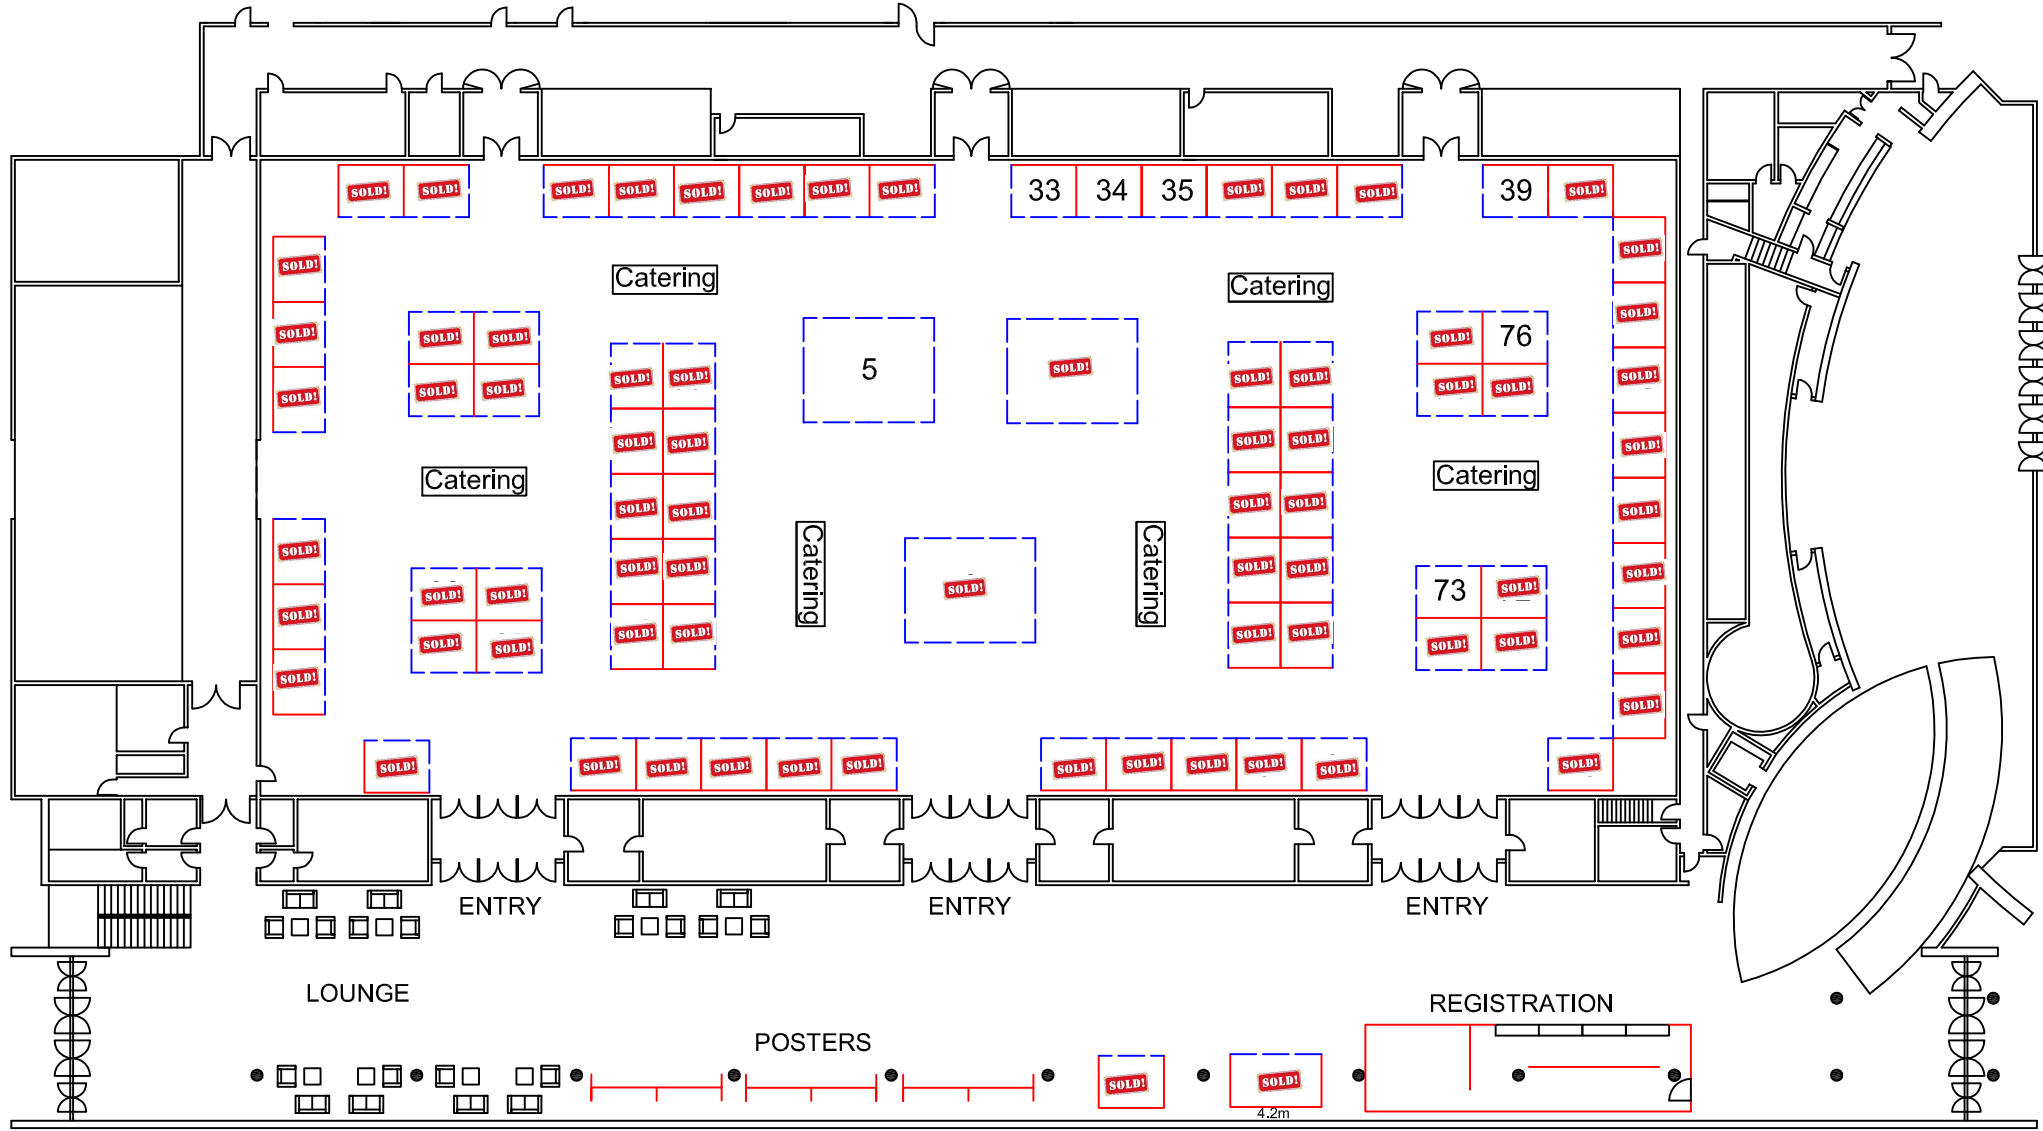 SOLD! SOLD! SOLD! SOLD! SOLD! SOLD! SOLD! SOLD! 33 34 35 SOLD! SOLD! SOLD! 39 SOLD!
SOLD! SOLD!
Catering Catering
SOLD! SOLD! SOLD! SOLD! 76 SOLD!
SOLD! SOLD! SOLD! SOLD! SOLD! 5 SOLD! SOLD! SOLD! SOLD! SOLD! SOLD!
SOLD! SOLD! SOLD! SOLD! SOLD!
Catering Catering
SOLD! SOLD! SOLD! SOLD! SOLD!
SOLD! SOLD! SOLD! SOLD! SOLD! Catering SOLD! Catering SOLD! SOLD! 73 SOLD! SOLD!
SOLD! SOLD! SOLD! SOLD! SOLD! SOLD! SOLD! SOLD! SOLD! SOLD!
SOLD! SOLD!
SOLD! SOLD! SOLD! SOLD! SOLD! SOLD! SOLD! SOLD! SOLD! SOLD! SOLD! SOLD!
ENTRY ENTRY ENTRY
LOUNGE
REGISTRATION
POSTERS
SOLD! SOLD!
4.2m